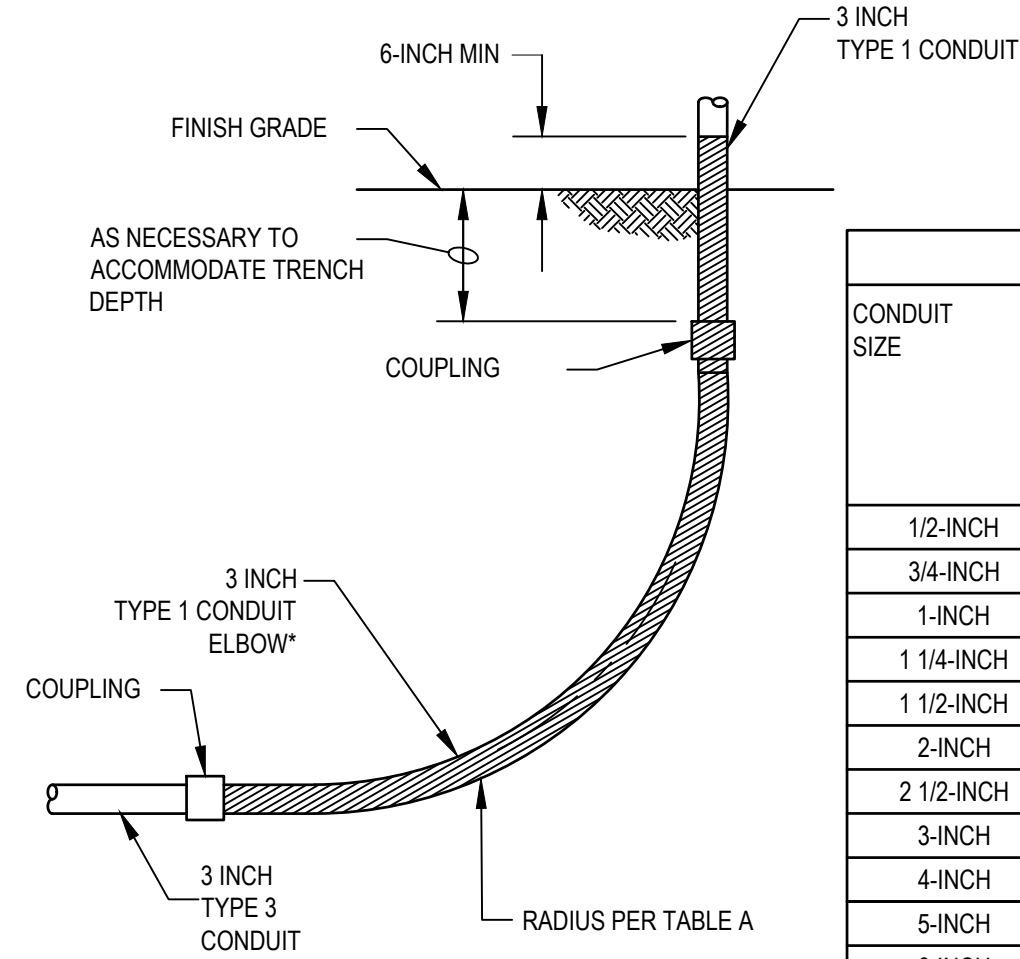 3 INCH
TYPE 1 CONDUIT
6-INCH MIN
FINISH GRADE
AS NECESSARY TO
ACCOMMODATE TRENCH
DEPTH
COUPLING
3 INCH
TYPE 1 CONDUIT
ELBOW*
COUPLING
3 INCH
TYPE 3
CONDUIT
RADIUS PER TABLE A
CONDUIT
SIZE
1/2-INCH
3/4-INCH
1-INCH
1 1/4-INCH
1 1/2-INCH
2-INCH
2 1/2-INCH
3-INCH
4-INCH
5-INCH